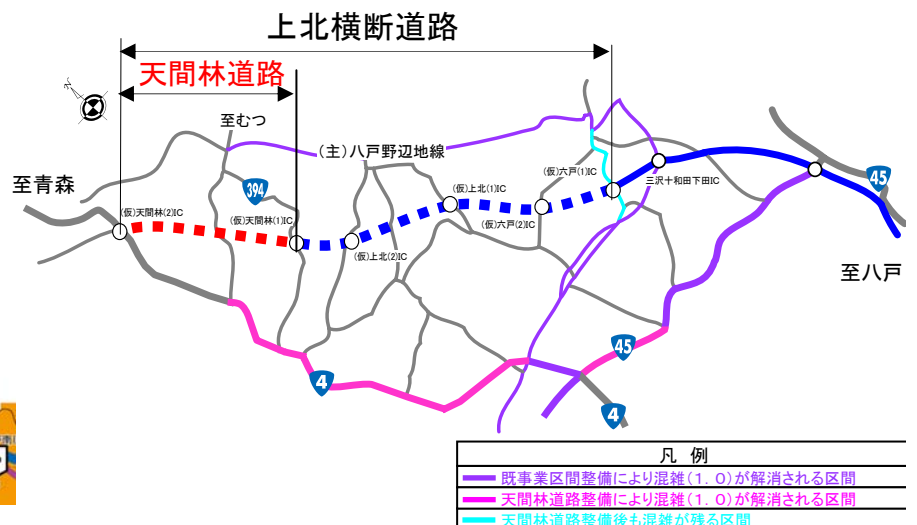 上北横断道路
天間林道路
至むつ
(主)八戸野辺地線
至青森
394
(仮)天間林(2)IC
(仮)天間林(1)IC
(仮)上北(2)IC
(仮)上北(1)IC
(仮)六戸(2)IC
(仮)六戸(1)IC
三沢十和田下田IC
45
至八戸
45
4
4
凡 例
既事業区間整備により混雑(1.0)が解消される区間
天間林道路整備により混雑(1.0)が解消される区間
天間林道路整備後も混雑が残る区間